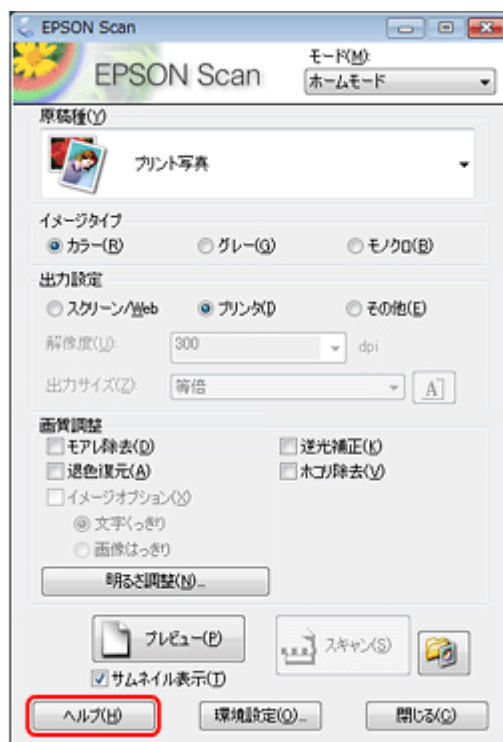 EPSON Scan
EPSON Scan
モード(M):
ホームモード
原稿種(Y)
プリント写真
イメージタイプ
カラー(R) グレー(G) モノクロ(B)
出力設定
スクリーン/Web プリンタ(I) その他(E)
解像度(U): 300 dpi
出力サイズ(Z): 等倍 A
画質調整
モアレ除去(D) 逆光補正(K)
退色復元(A) ホコリ除去(V)
イメージオプション(X)
文字くっきり
画像はっきり
明るさ調整(N)...
プレビュー(P) スキャン(S)
サムネイル表示(T)
ヘルプ(H) 環境設定(O)... 閉じる(C)